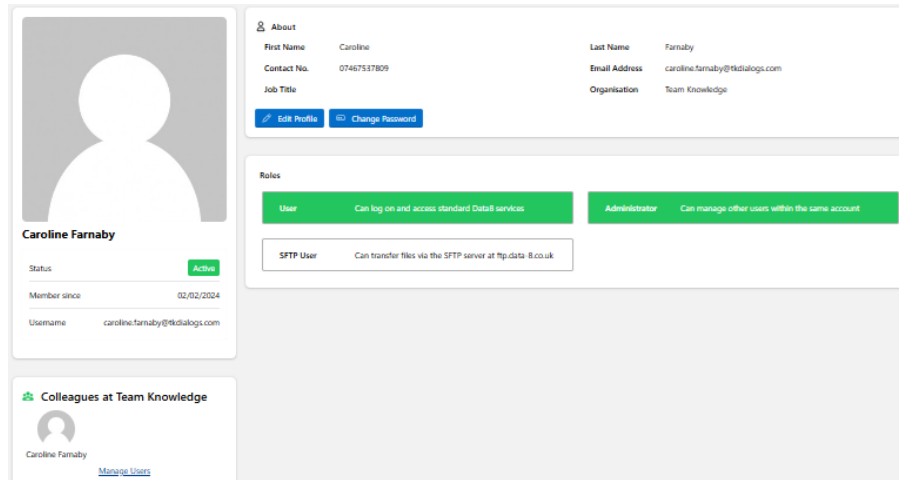 About
First Name Caroline Last Name Farnaby
Contact No. 07467537809 Email Address caroline.farnaby@tkdialogs.com
Job Title Organisation Team Knowledge
Edit Profile Change Password
Roles
User Can log on and access standard Data8 services Administrator Can manage other users within the same account
SFTP User Can transfer files via the SFTP server at ftp.data-8.co.uk
Caroline Farnaby
Status Active
Member since 02/02/2024
Username caroline.farnaby@tkdialogs.com
Colleagues at Team Knowledge
Caroline Farnaby
Manage Users